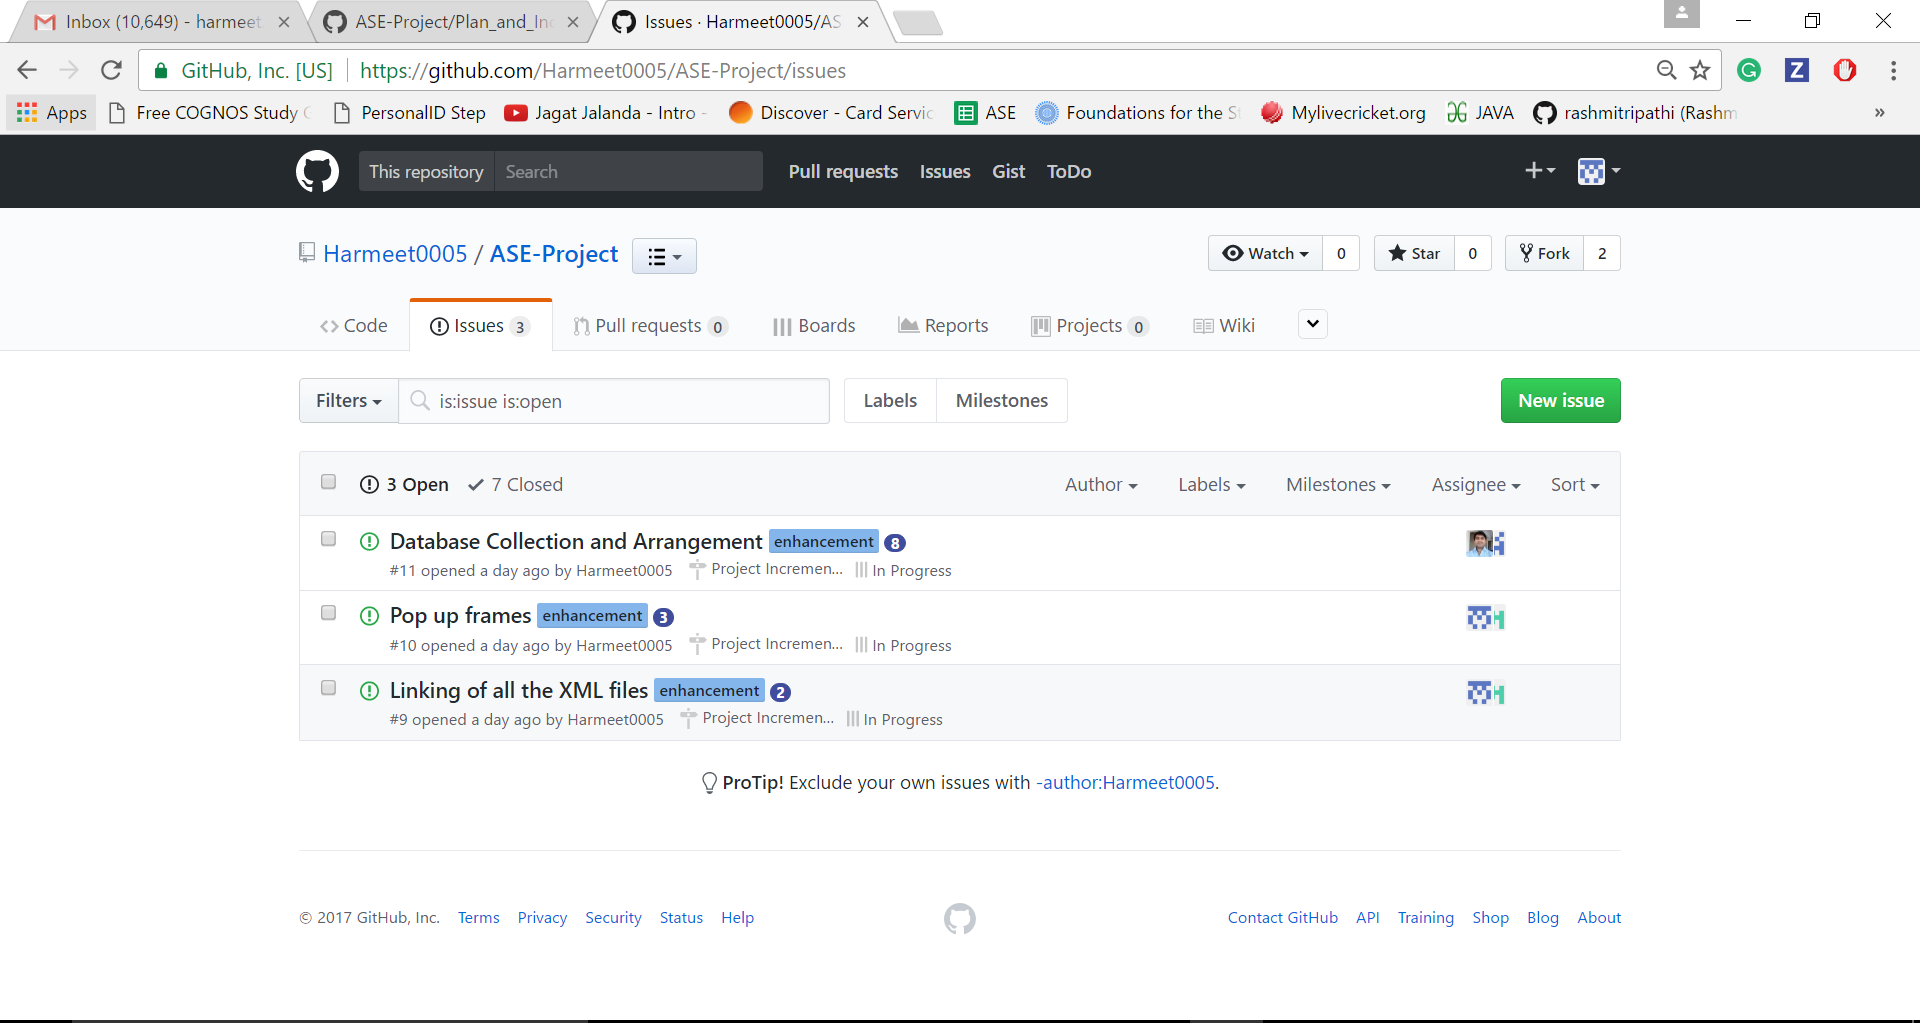 Inbox (10,649) - harmeet
ASE-Project/Plan_and_Inc
Issues · Harmeet0005/AS
GitHub, Inc. [US]
https://github.com/Harmeet0005/ASE-Project/issues
Apps
Free COGNOS Study
PersonalID Step
Jagat Jalanda - Intro -
Discover - Card Servic
ASE
Foundations for the St
Mylivecricket.org
JAVA
rashmitripathi (Rashm
»
This repository
Search
Pull requests
Issues
Gist
ToDo
Harmeet0005 / ASE-Project
Watch 0
Star 0
Fork 2
Code
Issues 3
Pull requests 0
Boards
Reports
Projects 0
Wiki
Filters
is:issue is:open
Labels
Milestones
New issue
3 Open
7 Closed
Author
Labels
Milestones
Assignee
Sort
Database Collection and Arrangement enhancement 8
#11 opened a day ago by Harmeet0005 Project Incremen... In Progress
Pop up frames enhancement 3
#10 opened a day ago by Harmeet0005 Project Incremen... In Progress
Linking of all the XML files enhancement 2
#9 opened a day ago by Harmeet0005 Project Incremen... In Progress
ProTip! Exclude your own issues with -author:Harmeet0005.
© 2017 GitHub, Inc. Terms Privacy Security Status Help
Contact GitHub API Training Shop Blog About